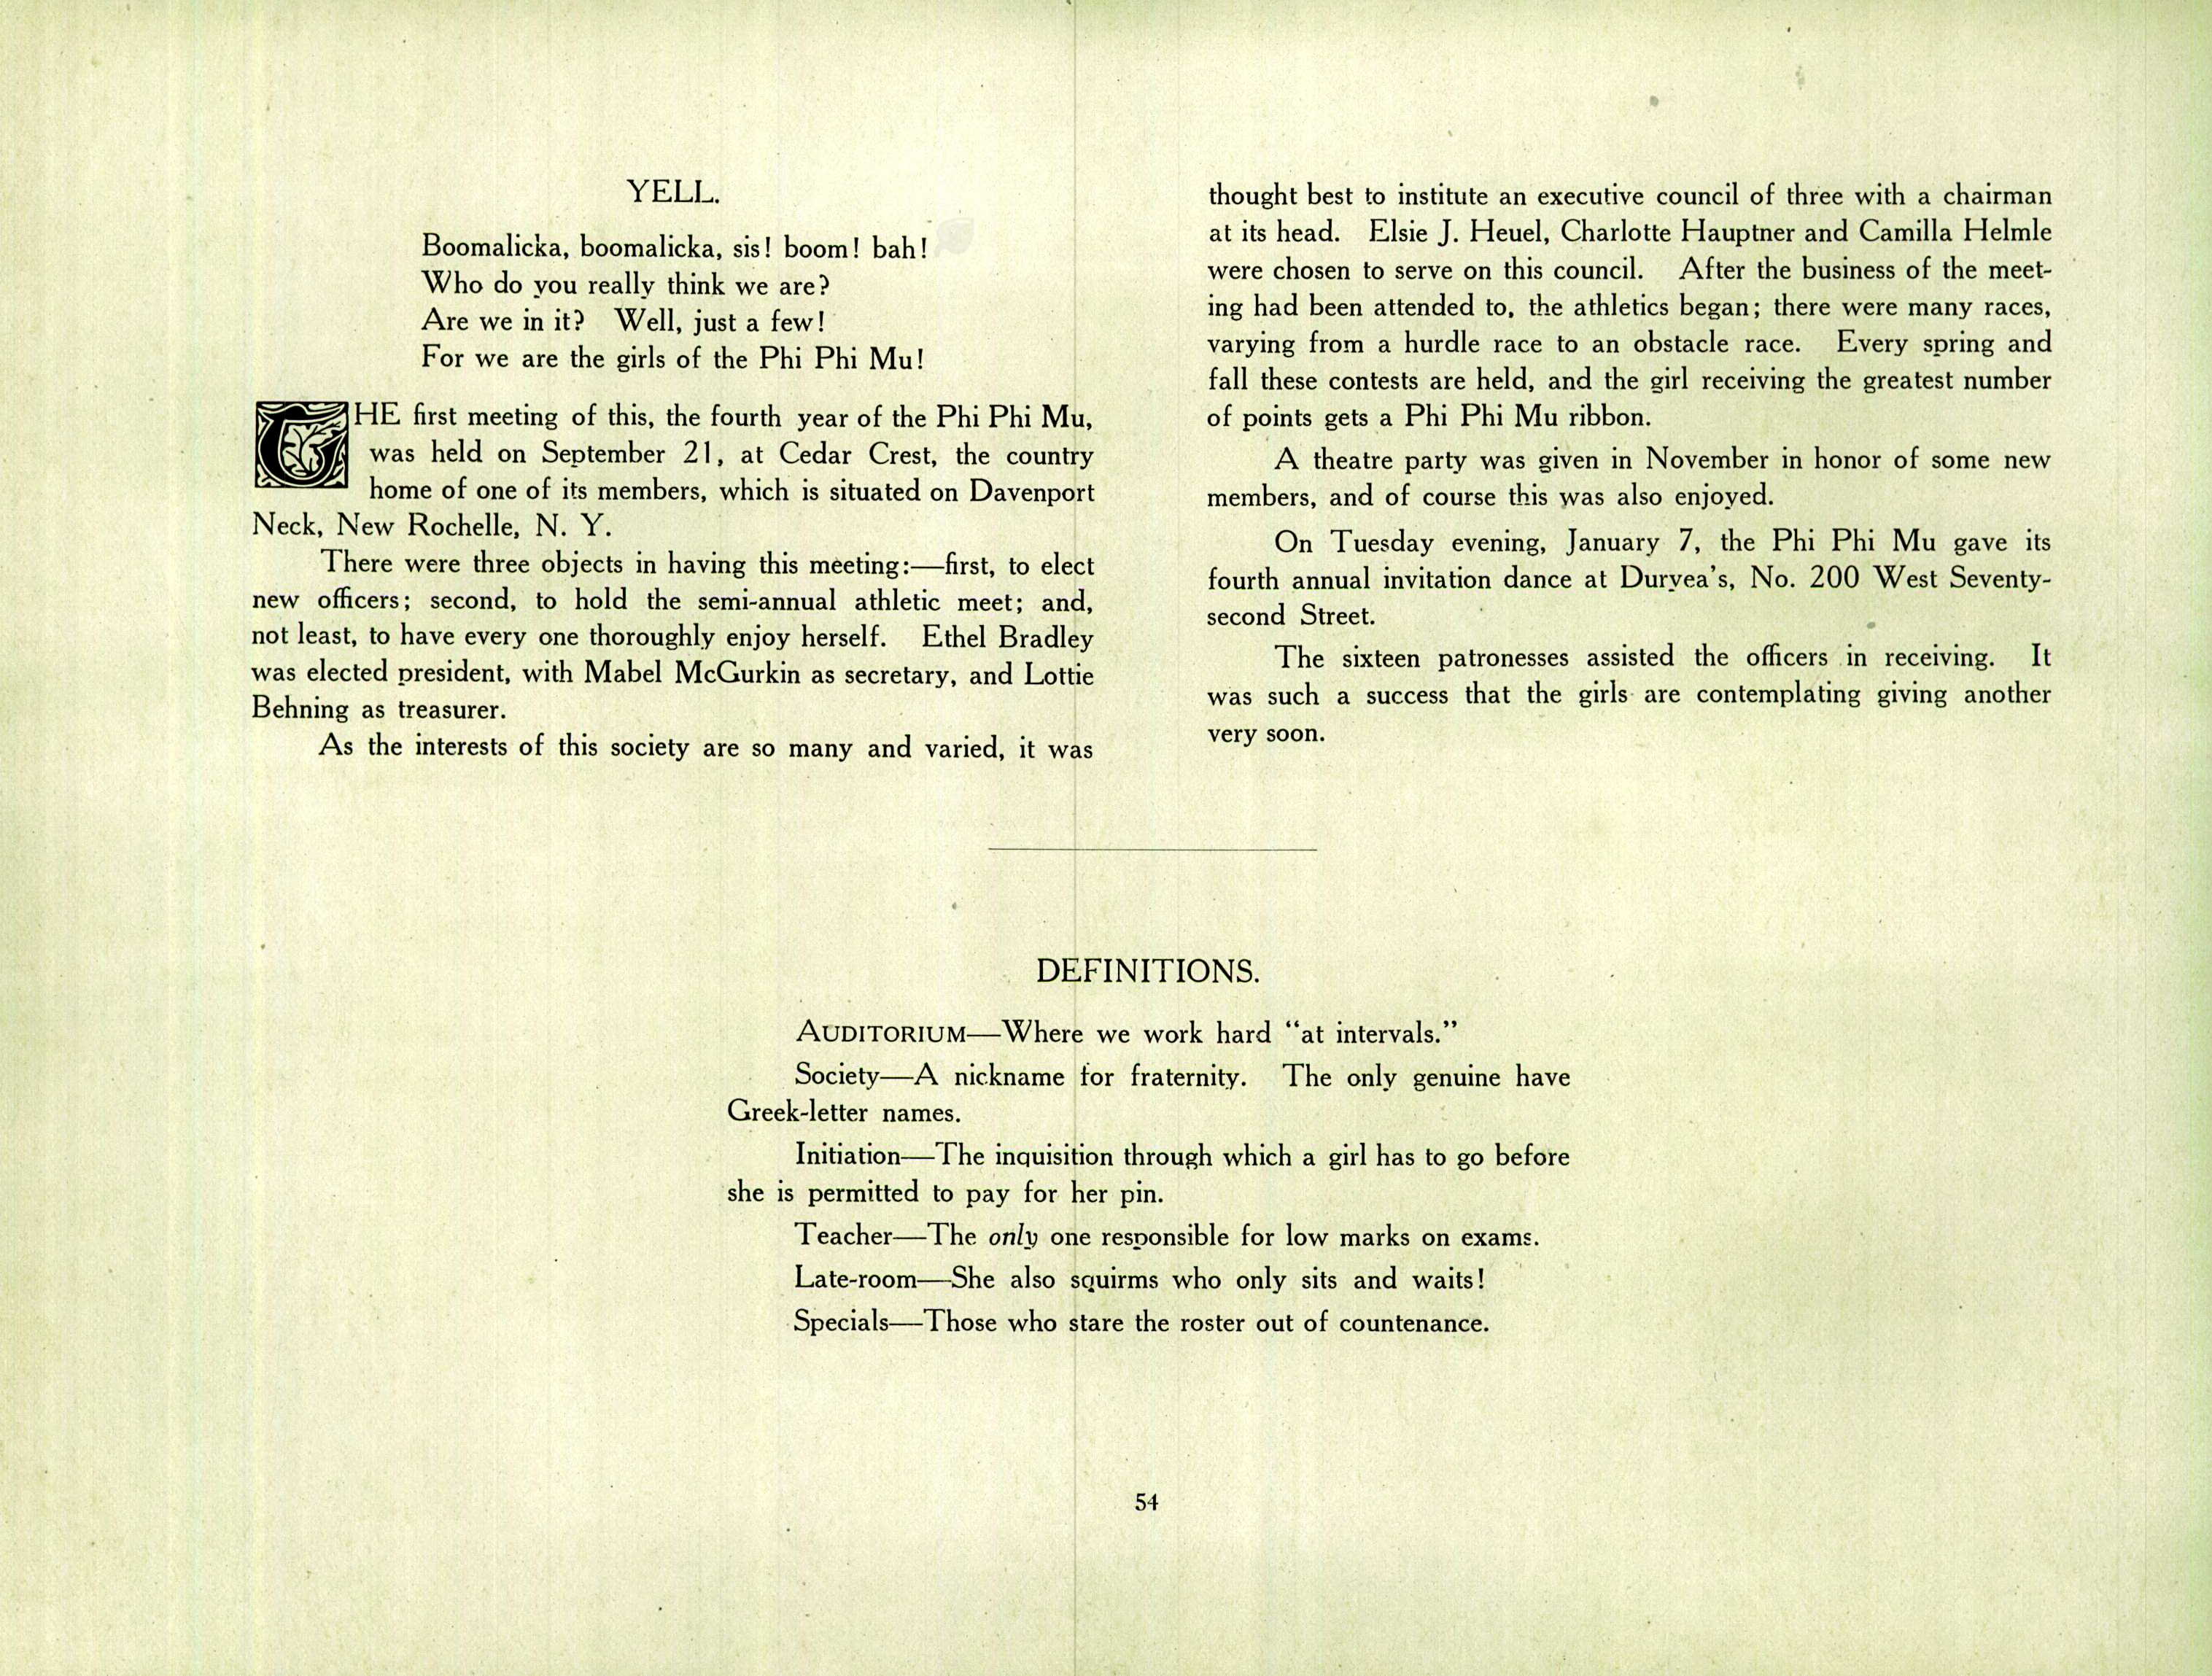 YELL.
Boomalicka, boomalicka, sis! boom! bah!
Who do you really think we are?
Are we in it? Well, just a few!
For we are the girls of the Phi Phi Mu!
THE first meeting of this, the fourth year of the Phi Phi Mu,
was held on September 21, at Cedar Crest, the country
home of one of its members, which is situated on Davenport
Neck, New Rochelle, N. Y.
There were three objects in having this meeting:—first, to elect
new officers; second, to hold the semi-annual athletic meet; and,
not least, to have every one thoroughly enjoy herself. Ethel Bradley
was elected president, with Mabel McGurkin as secretary, and Lottie
Behning as treasurer.
As the interests of this society are so many and varied, it was
thought best to institute an executive council of three with a chairman
at its head. Elsie J. Heuel, Charlotte Hauptner and Camilla Helmle
were chosen to serve on this council. After the business of the meet-
ing had been attended to, the athletics began; there were many races,
varying from a hurdle race to an obstacle race. Every spring and
fall these contests are held, and the girl receiving the greatest number
of points gets a Phi Phi Mu ribbon.
A theatre party was given in November in honor of some new
members, and of course this was also enjoyed.
On Tuesday evening, January 7, the Phi Phi Mu gave its
fourth annual invitation dance at Duryea's, No. 200 West Seventy-
second Street.
The sixteen patronesses assisted the officers in receiving. It
was such a success that the girls are contemplating giving another
very soon.
DEFINITIONS.
AUDITORIUM—Where we work hard "at intervals."
Society—A nickname for fraternity. The only genuine have
Greek-letter names.
Initiation—The inquisition through which a girl has to go before
she is permitted to pay for her pin.
Teacher—The only one responsible for low marks on exams.
Late-room—She also squirms who only sits and waits!
Specials—Those who stare the roster out of countenance.
54